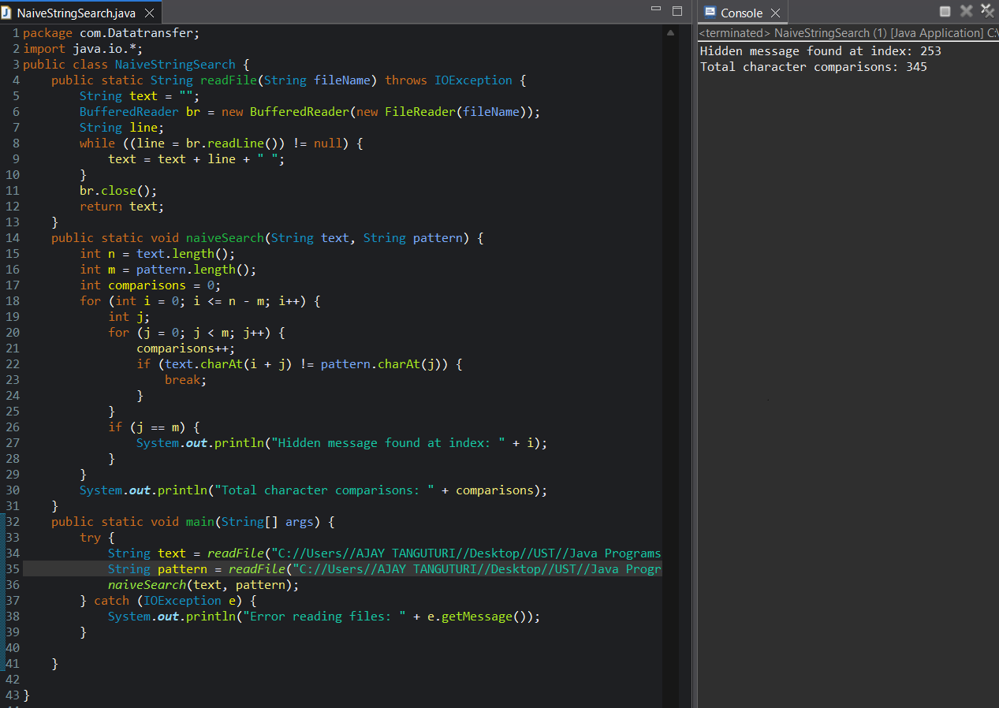 NaiveStringSearch.java
1 package com.Datatransfer;
2 import java.io.*;
3 public class NaiveStringSearch {
4     public static String readFile(String fileName) throws IOException {
5         String text = "";
6         BufferedReader br = new BufferedReader(new FileReader(fileName));
7         String line;
8         while ((line = br.readLine()) != null) {
9             text = text + line + " ";
10         }
11         br.close();
12         return text;
13     }
14     public static void naiveSearch(String text, String pattern) {
15         int n = text.length();
16         int m = pattern.length();
17         int comparisons = 0;
18         for (int i = 0; i <= n - m; i++) {
19             int j;
20             for (j = 0; j < m; j++) {
21                 comparisons++;
22                 if (text.charAt(i + j) != pattern.charAt(j)) {
23                     break;
24                 }
25             }
26             if (j == m) {
27                 System.out.println("Hidden message found at index: " + i);
28             }
29         }
30         System.out.println("Total character comparisons: " + comparisons);
31     }
32     public static void main(String[] args) {
33         try {
34             String text = readFile("C://Users//AJAY TANGUTURI//Desktop//UST//Java Programs
35             String pattern = readFile("C://Users//AJAY TANGUTURI//Desktop//UST//Java Progr
36             naiveSearch(text, pattern);
37         } catch (IOException e) {
38             System.out.println("Error reading files: " + e.getMessage());
39         }
40
41     }
42
43 }
Console
<terminated> NaiveStringSearch (1) [Java Application] C:\
Hidden message found at index: 253
Total character comparisons: 345